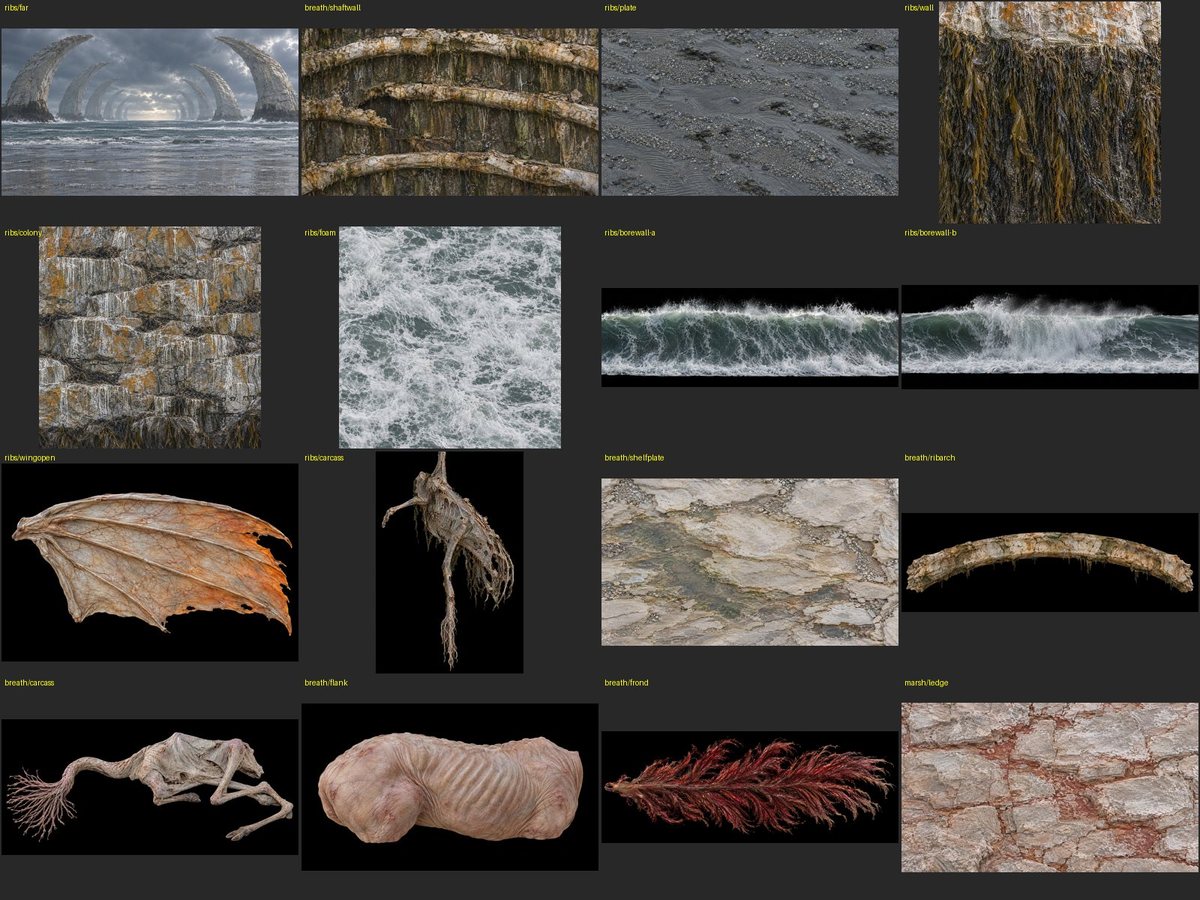 ribs/far
breath/shaftwall
ribs/plate
ribs/wall
ribs/colony
ribs/foam
ribs/borewall-a
ribs/borewall-b
ribs/wingopen
ribs/carcass
breath/shelfplate
breath/ribarch
breath/carcass
breath/flank
breath/frond
marsh/ledge